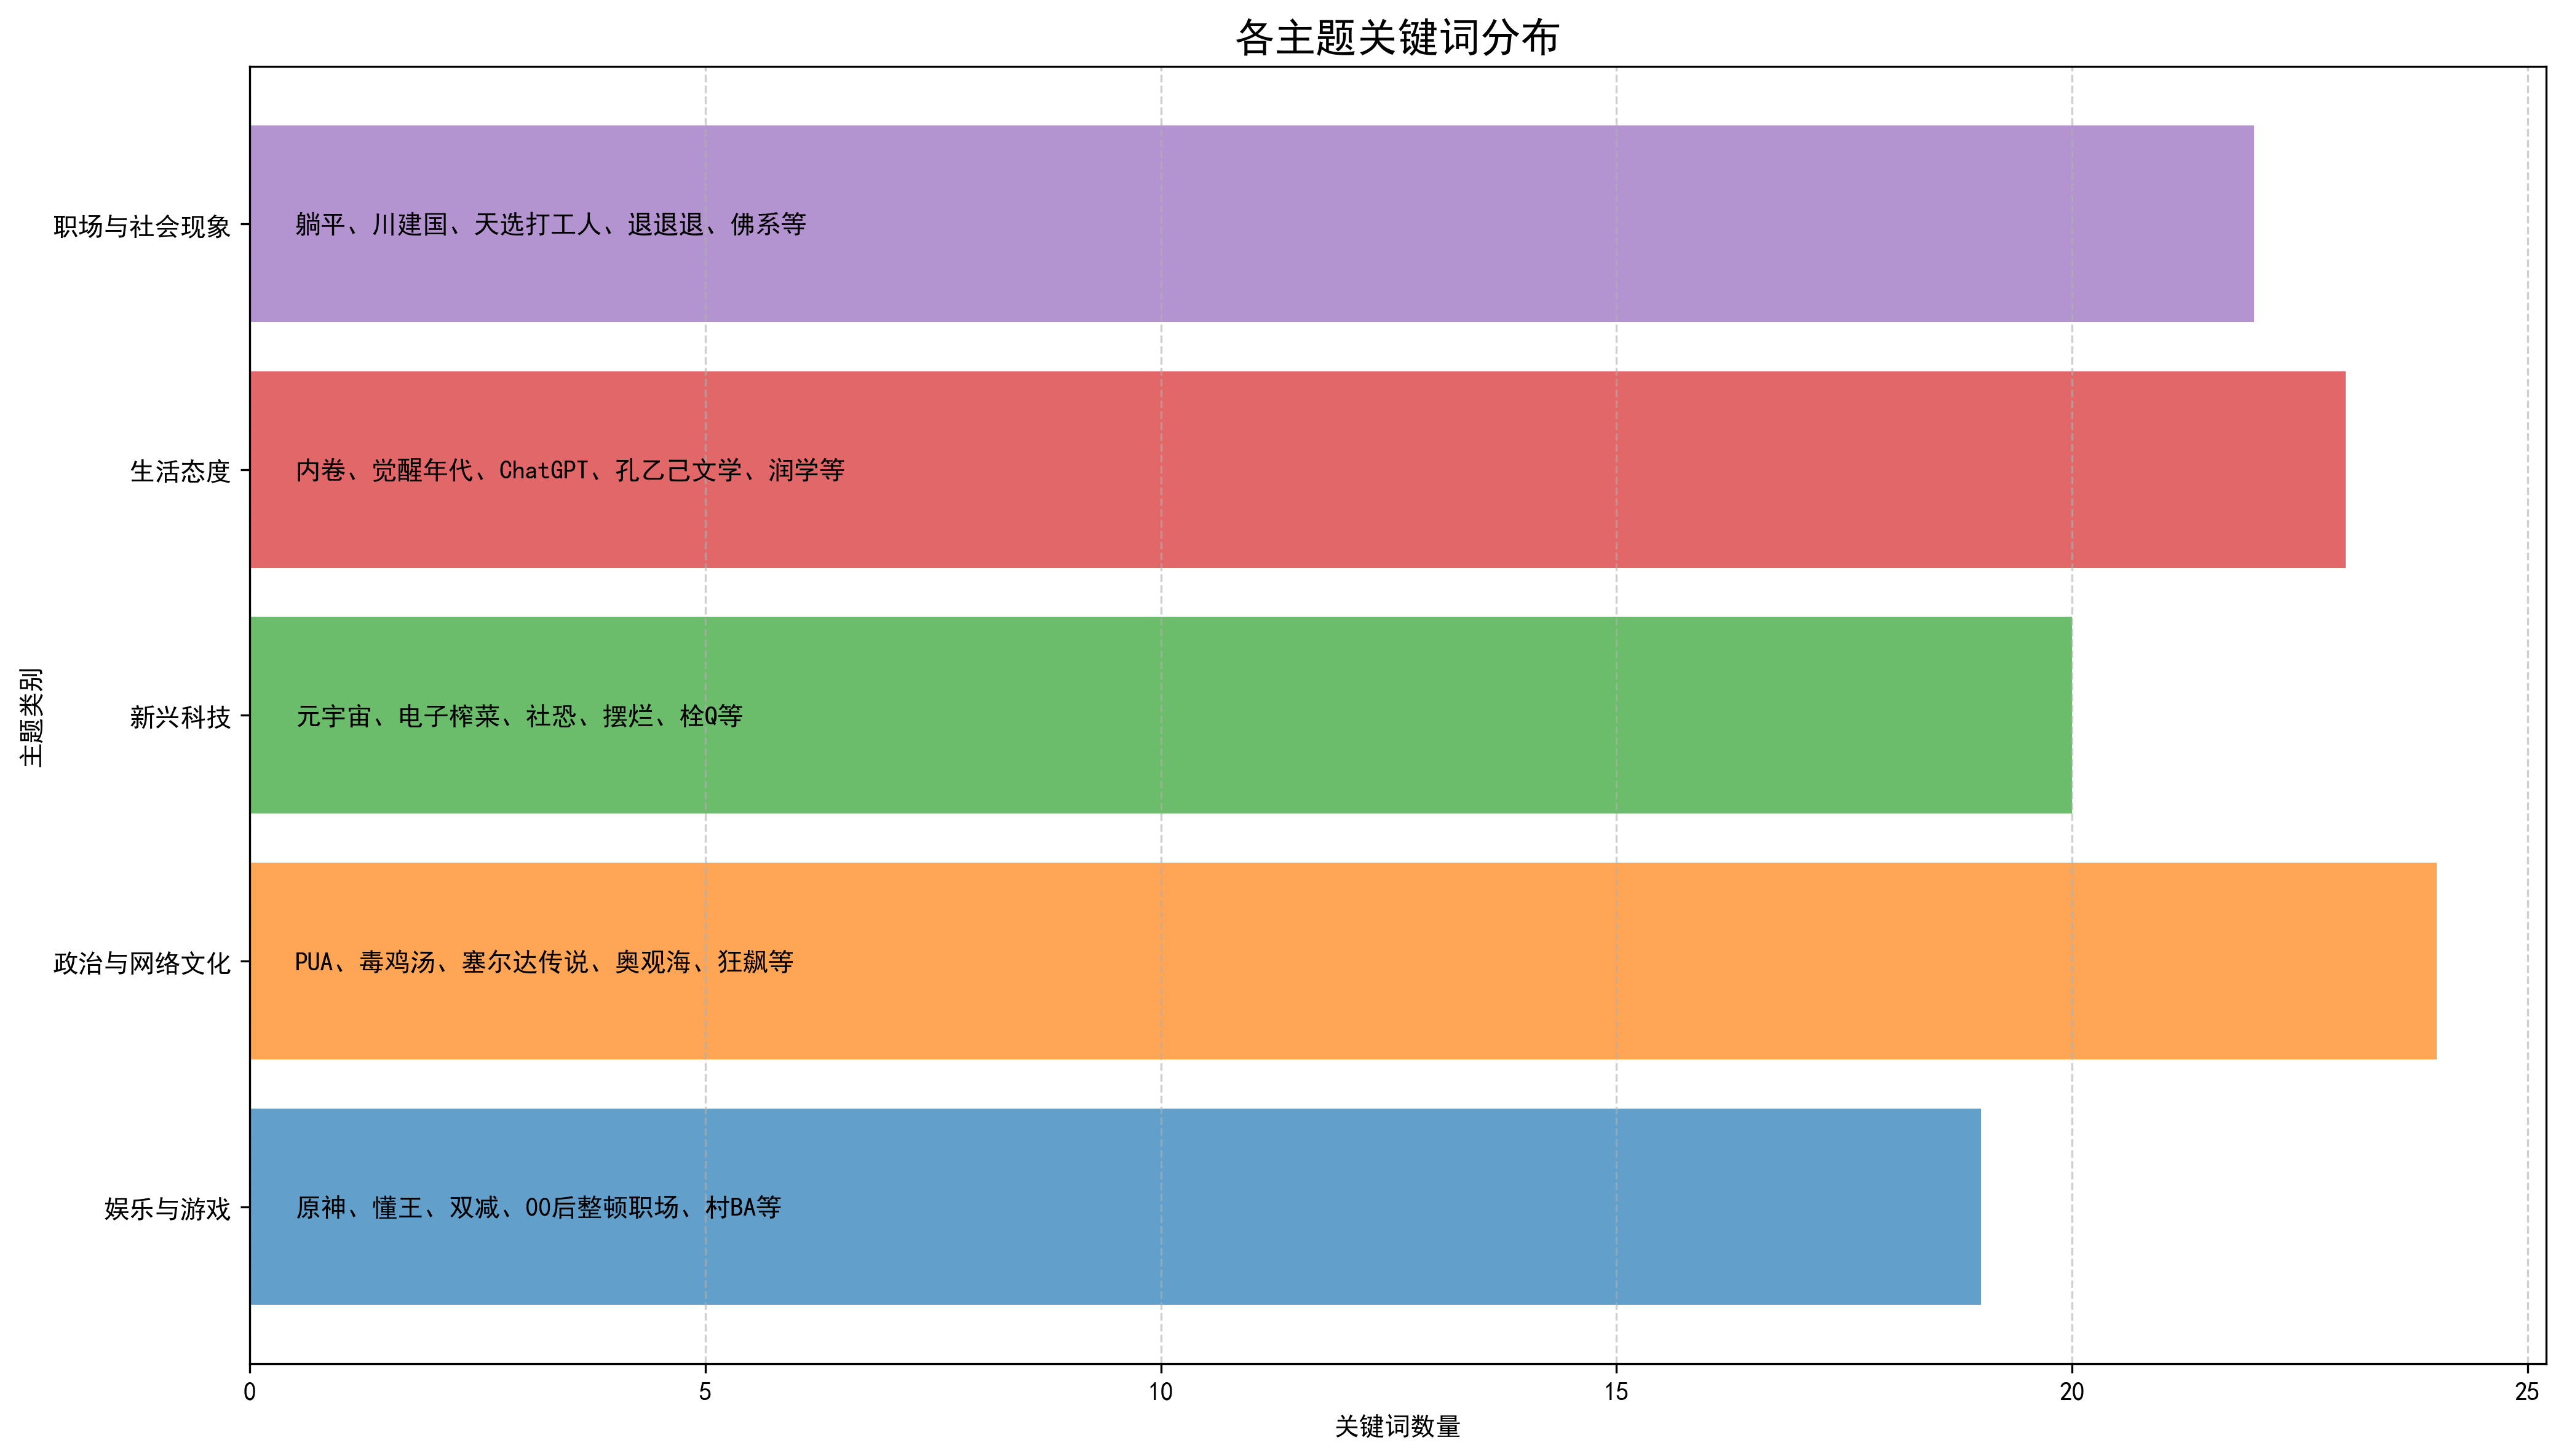 各主题关键词分布
职场与社会现象
躺平、川建国、天选打工人、退退退、佛系等
生活态度
内卷、觉醒年代、ChatGPT、孔乙己文学、润学等
新兴科技
元宇宙、电子榨菜、社恐、摆烂、栓Q等
政治与网络文化
PUA、毒鸡汤、塞尔达传说、奥观海、狂飙等
娱乐与游戏
原神、懂王、双减、00后整顿职场、村BA等
主题类别
0 5 10 15 20 25
关键词数量